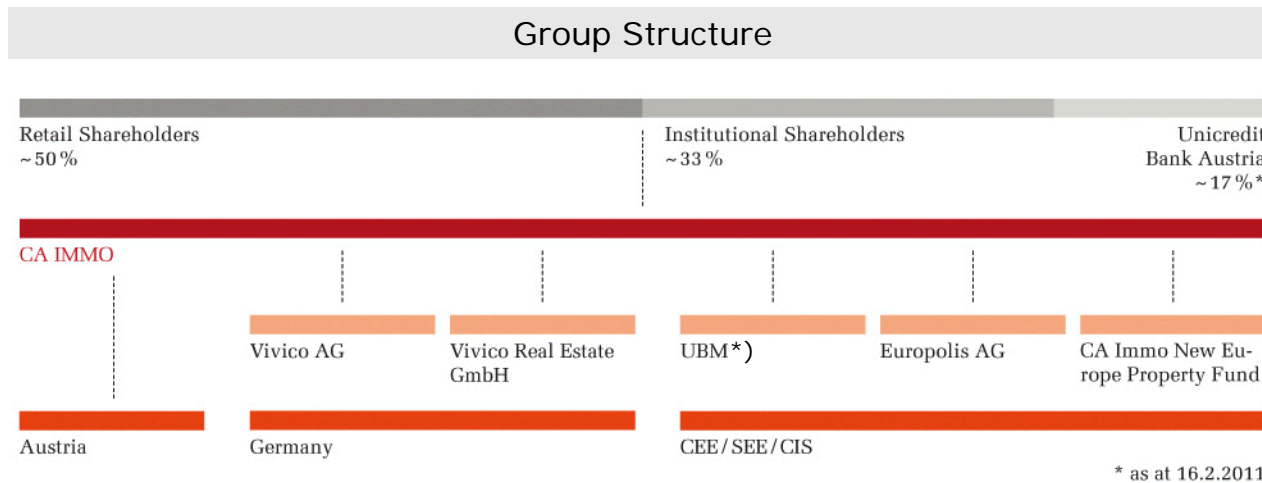 Group Structure
Retail Shareholders
~50%
Institutional Shareholders
~33%
Unicredit
Bank Austria
~17%*
CA IMMO
Vivico AG
Vivico Real Estate
GmbH
UBM*)
Europolis AG
CA Immo New Eu-
rope Property Fund
Austria
Germany
CEE/SEE/CIS
* as at 16.2.2011